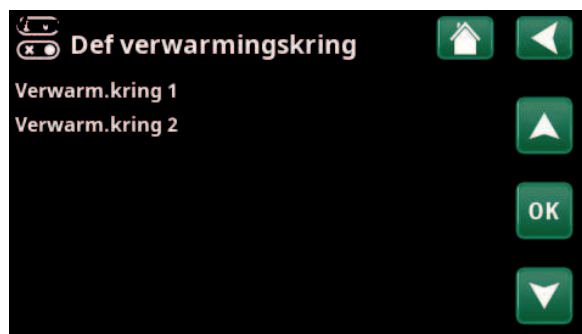 Def verwarmingskring
Verwarm.kring 1
Verwarm.kring 2
OK